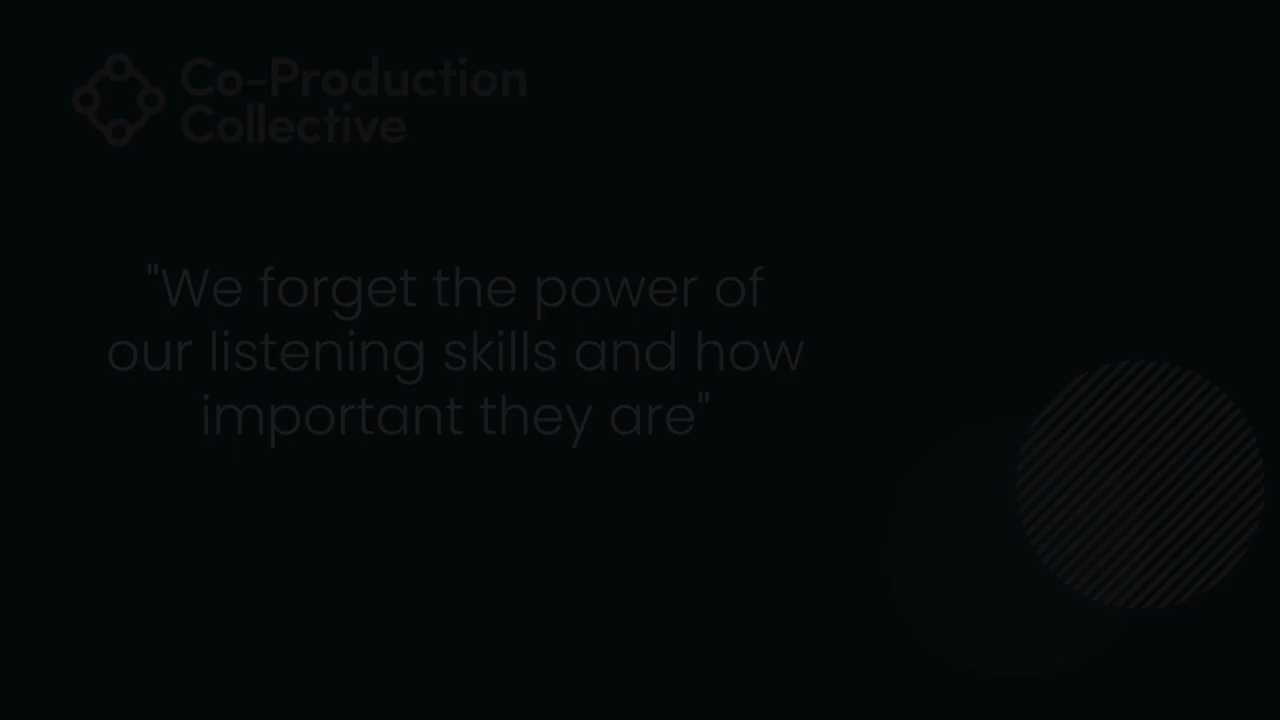 Co-Production
Collective
"We forget the power of
our listening skills and how
important they are"